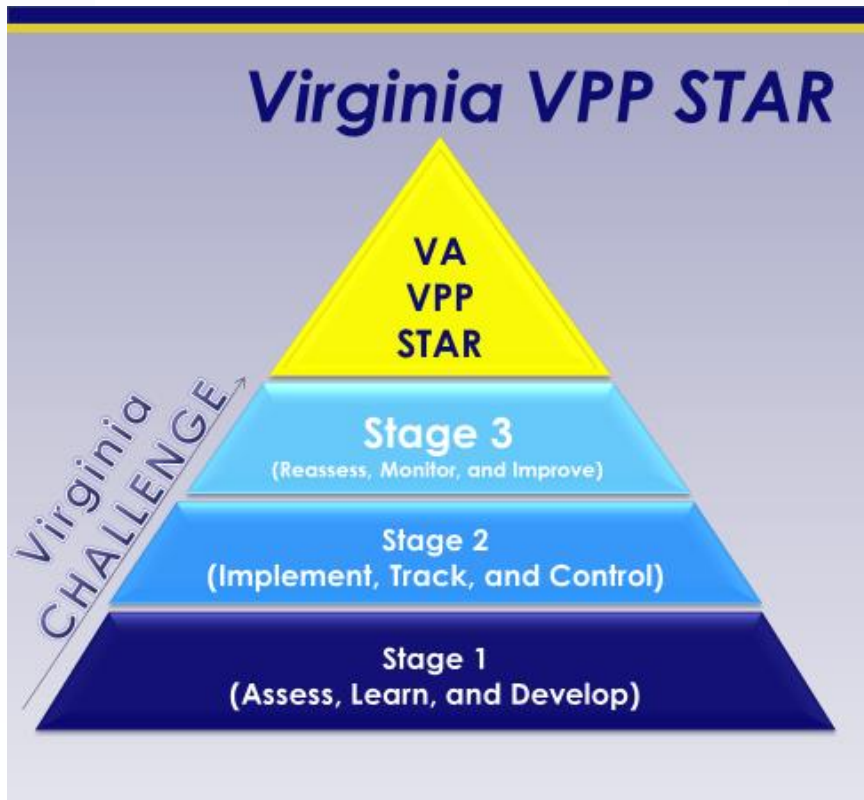 Virginia VPP STAR
VA
VPP
STAR
Virginia
CHALLENGE
Stage 3
(Reassess, Monitor, and Improve)
Stage 2
(Implement, Track, and Control)
Stage 1
(Assess, Learn, and Develop)